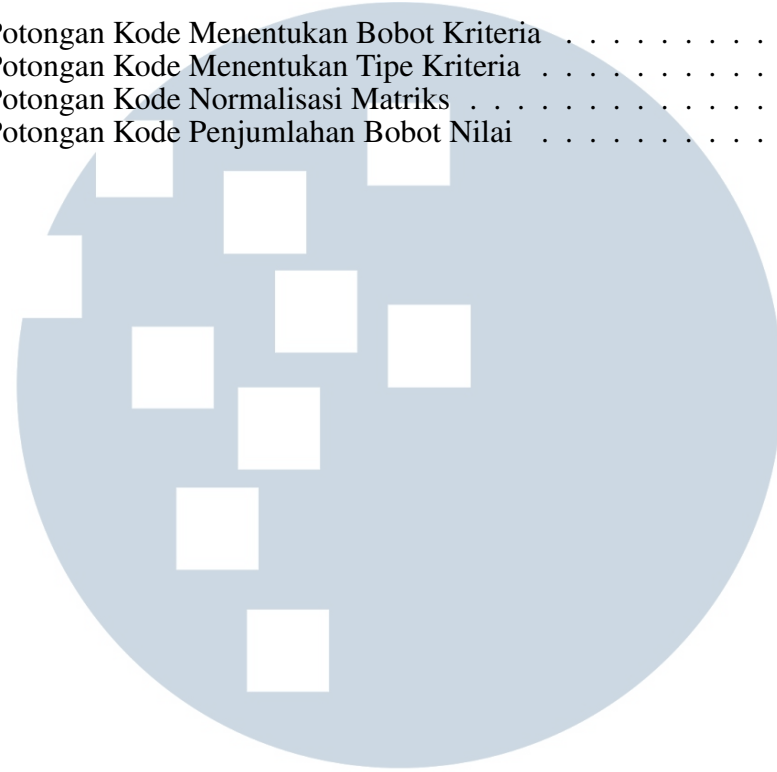 Potongan Kode Menentukan Bobot Kriteria . . . . . . . . .
Potongan Kode Menentukan Tipe Kriteria . . . . . . . . . .
Potongan Kode Normalisasi Matriks . . . . . . . . . . . . .
Potongan Kode Penjumlahan Bobot Nilai . . . . . . . . . .